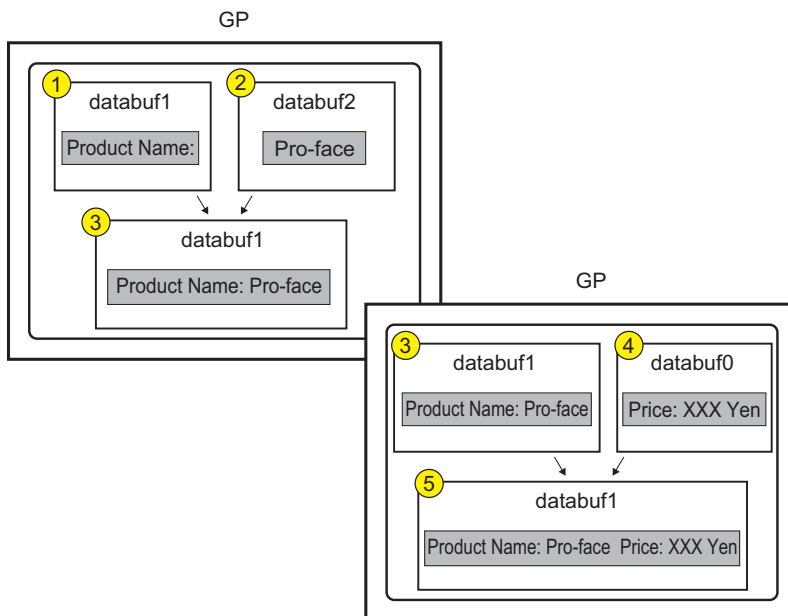 GP
1
2
databuf1
databuf2
Product Name:
Pro-face
3
databuf1
Product Name: Pro-face
GP
3
4
databuf1
databuf0
Product Name: Pro-face
Price: XXX Yen
5
databuf1
Product Name: Pro-face  Price: XXX Yen